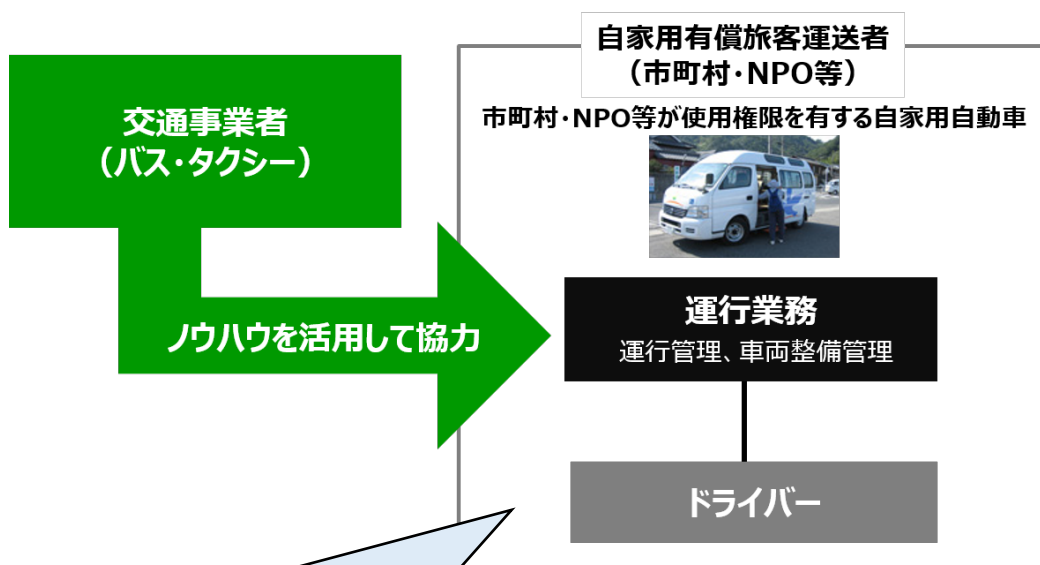 自家用有償旅客運送者
（市町村・NPO等）
市町村・NPO等が使用権限を有する自家用自動車
交通事業者
（バス・タクシー）
ノウハウを活用して協力
運行業務
運行管理、車両整備管理
ドライバー